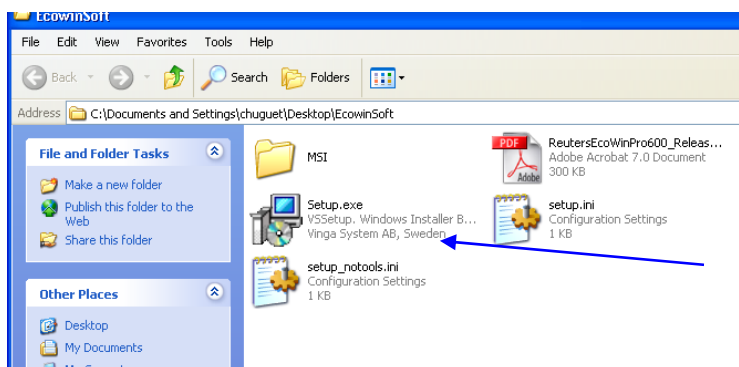 EcowinSoft
File Edit View Favorites Tools Help
Back Search Folders
Address C:\Documents and Settings\chuguet\Desktop\EcowinSoft
File and Folder Tasks
Make a new folder
Publish this folder to the
Web
Share this folder
Other Places
Desktop
My Documents
MSI
PDF
Adobe
ReutersEcoWinPro600_Releas...
Adobe Acrobat 7.0 Document
300 KB
Setup.exe
VSSetup. Windows Installer B...
Vinga System AB, Sweden
setup.ini
Configuration Settings
1 KB
setup_notools.ini
Configuration Settings
1 KB